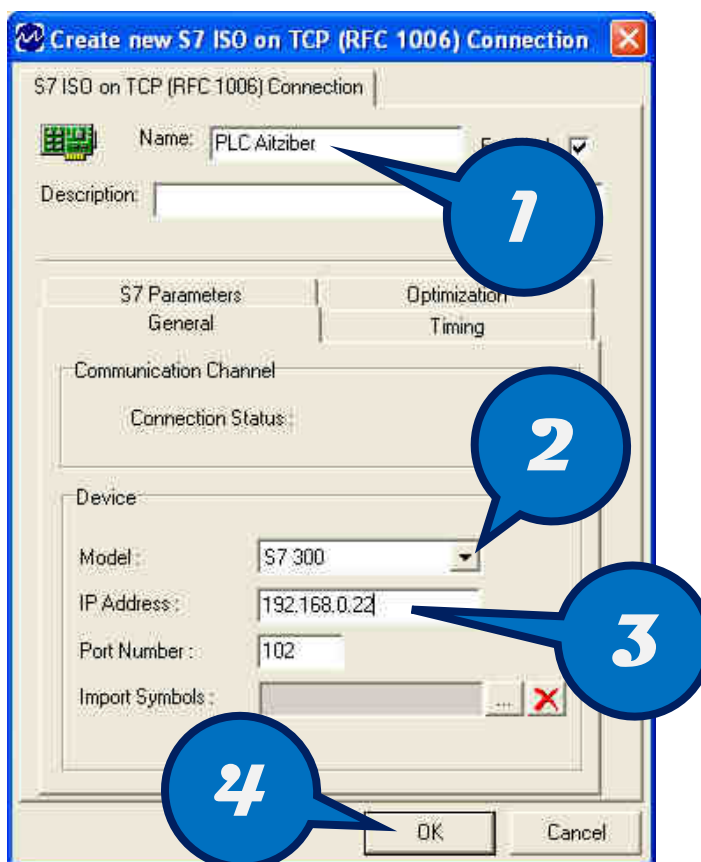 Create new S7 ISO on TCP (RFC 1006) Connection
S7 ISO on TCP (RFC 1006) Connection
Name: PLC Aitziber
Description:
1
S7 Parameters Optimization
General Timing
Communication Channel
Connection Status :
2
Device
Model : S7 300
IP Address : 192.168.0.22
3
Port Number : 102
Import Symbols : ...
4
OK Cancel